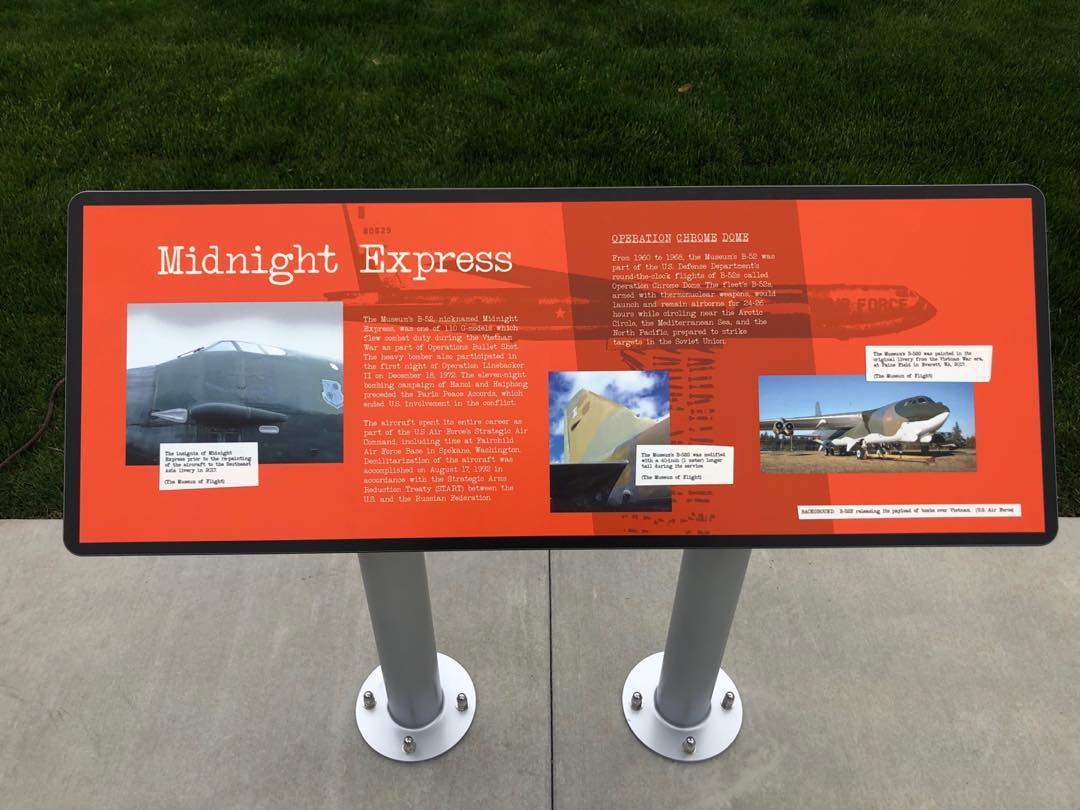 80629
Midnight Express
The Museum's B-52, nicknamed Midnight
Express, was one of 110 G-models which
flew combat duty during the Vietnam
War as part of Operations Bullet Shot.
The heavy bomber also participated in
the first night of Operation Linebacker
II on December 18, 1972. The eleven-night
bombing campaign of Hanoi and Haiphong
preceded the Paris Peace Accords, which
ended U.S. involvement in the conflict.
The aircraft spent its entire career as
part of the U.S. Air Force's Strategic Air
Command, including time at Fairchild
Air Force Base in Spokane, Washington.
Demilitarization of the aircraft was
accomplished on August 17, 1992 in
accordance with the Strategic Arms
Reduction Treaty (START) between the
U.S. and the Russian Federation
The insignia of Midnight
Express prior to the re-painting
of the aircraft to the Southeast
Asia livery in 2017.
(The Museum of Flight)
OPERATION CHROME DOME
From 1960 to 1968, the Museum's B-52 was
part of the U.S. Defense Department's
round-the-clock flights of B-52s called
Operation Chrome Dome. The fleet's B-52s,
armed with thermonuclear weapons, would
launch and remain airborne for 24-26
hours while circling near the Arctic
Circle, the Mediterranean Sea, and the
North Pacific, prepared to strike
targets in the Soviet Union.
AIR FORCE
The Museum's B-52G was modified
with a 40-inch (1 meter) longer
tail during its service.
(The Museum of Flight)
The Museum's B-52G was painted in its
original livery from the Vietnam War era,
at Paine Field in Everett, WA, 2017.
(The Museum of Flight)
BACKGROUND: B-52F releasing its payload of bombs over Vietnam. (U.S. Air Force)